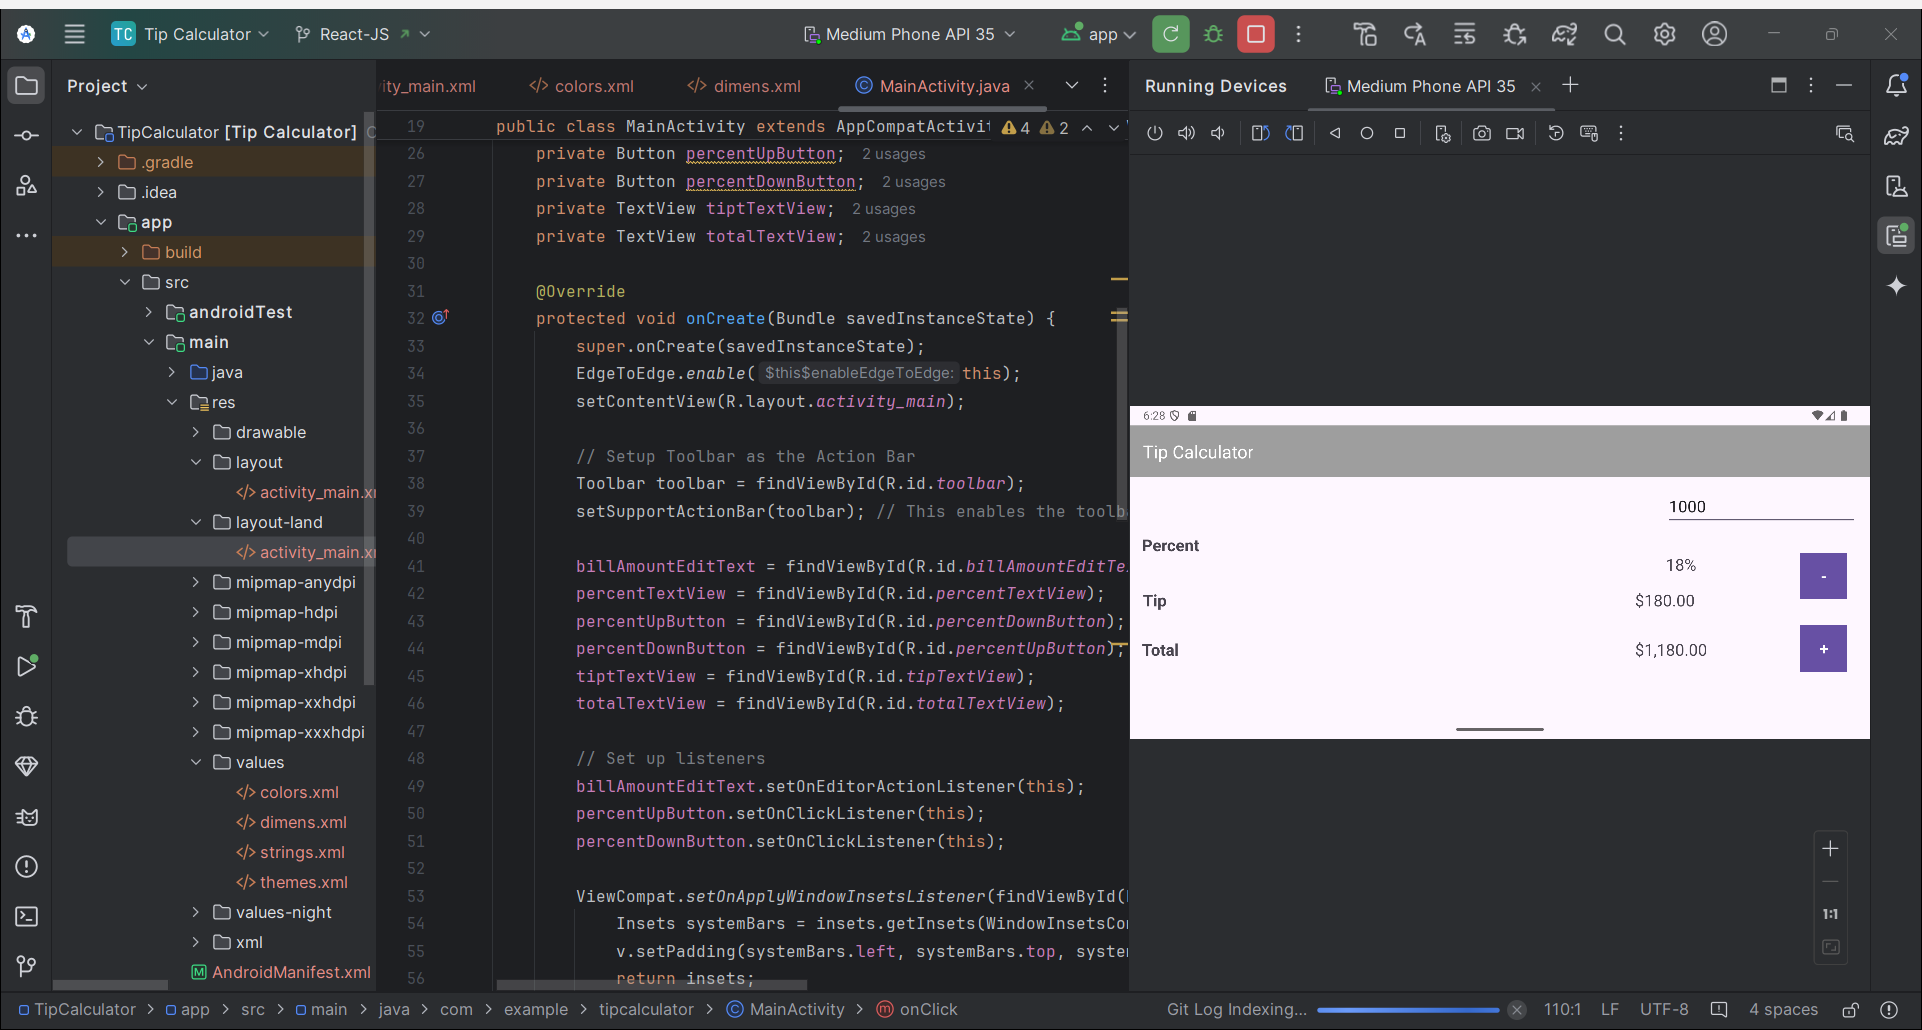 TC Tip Calculator React-JS Medium Phone API 35 app
Project
TipCalculator [Tip Calculator]
.gradle
.idea
app
build
src
androidTest
main
java
res
drawable
layout
activity_main.x
layout-land
activity_main.x
mipmap-anydpi
mipmap-hdpi
mipmap-mdpi
mipmap-xhdpi
mipmap-xxhdpi
mipmap-xxxhdpi
values
colors.xml
dimens.xml
strings.xml
themes.xml
values-night
xml
AndroidManifest.xml
ity_main.xml colors.xml dimens.xml MainActivity.java
19 public class MainActivity extends AppCompatActivit 4 2
26 private Button percentUpButton; 2 usages
27 private Button percentDownButton; 2 usages
28 private TextView tiptTextView; 2 usages
29 private TextView totalTextView; 2 usages
30
31 @Override
32 protected void onCreate(Bundle savedInstanceState) {
33 super.onCreate(savedInstanceState);
34 EdgeToEdge.enable( $this$enableEdgeToEdge: this);
35 setContentView(R.layout.activity_main);
36
37 // Setup Toolbar as the Action Bar
38 Toolbar toolbar = findViewById(R.id.toolbar);
39 setSupportActionBar(toolbar); // This enables the toolb
40
41 billAmountEditText = findViewById(R.id.billAmountEditTe
42 percentTextView = findViewById(R.id.percentTextView);
43 percentUpButton = findViewById(R.id.percentDownButton);
44 percentDownButton = findViewById(R.id.percentUpButton);
45 tiptTextView = findViewById(R.id.tipTextView);
46 totalTextView = findViewById(R.id.totalTextView);
47
48 // Set up listeners
49 billAmountEditText.setOnEditorActionListener(this);
50 percentUpButton.setOnClickListener(this);
51 percentDownButton.setOnClickListener(this);
52
53 ViewCompat.setOnApplyWindowInsetsListener(findViewById(
54 Insets systemBars = insets.getInsets(WindowInsetsCo
55 v.setPadding(systemBars.left, systemBars.top, syste
56 return insets;
Running Devices Medium Phone API 35
6:28
Tip Calculator
1000
Percent
18%
-
Tip
$180.00
Total
$1,180.00
+
1:1
TipCalculator > app > src > main > java > com > example > tipcalculator > MainActivity > onClick Git Log Indexing... 110:1 LF UTF-8 4 spaces